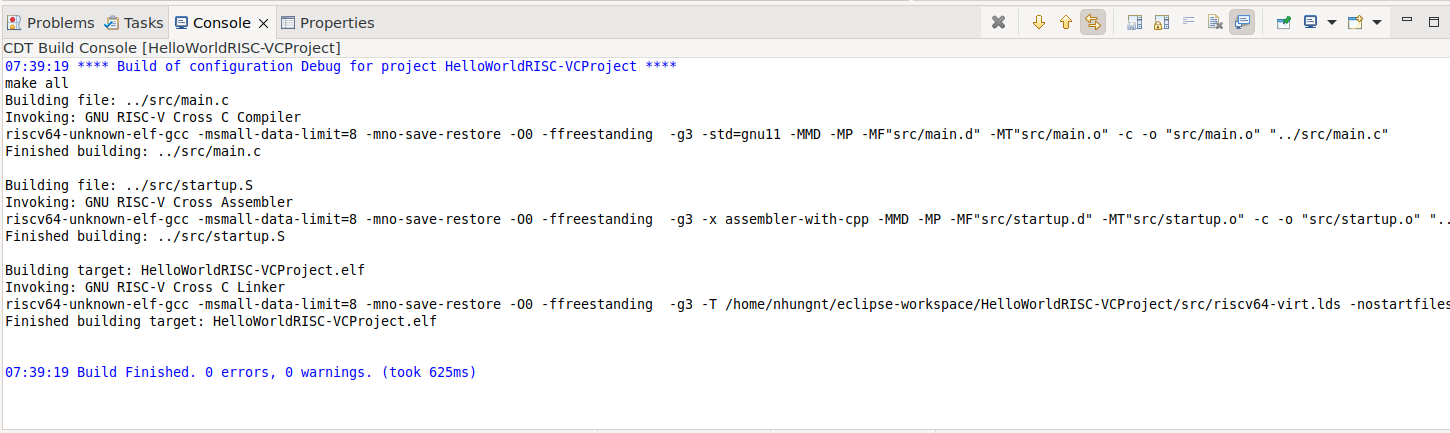 Problems Tasks Console Properties
CDT Build Console [HelloWorldRISC-VCProject]
07:39:19 **** Build of configuration Debug for project HelloWorldRISC-VCProject ****
make all
Building file: ../src/main.c
Invoking: GNU RISC-V Cross C Compiler
riscv64-unknown-elf-gcc -msmall-data-limit=8 -mno-save-restore -O0 -ffreestanding  -g3 -std=gnu11 -MMD -MP -MF"src/main.d" -MT"src/main.o" -c -o "src/main.o" "../src/main.c"
Finished building: ../src/main.c
Building file: ../src/startup.S
Invoking: GNU RISC-V Cross Assembler
riscv64-unknown-elf-gcc -msmall-data-limit=8 -mno-save-restore -O0 -ffreestanding  -g3 -x assembler-with-cpp -MMD -MP -MF"src/startup.d" -MT"src/startup.o" -c -o "src/startup.o" "..
Finished building: ../src/startup.S
Building target: HelloWorldRISC-VCProject.elf
Invoking: GNU RISC-V Cross C Linker
riscv64-unknown-elf-gcc -msmall-data-limit=8 -mno-save-restore -O0 -ffreestanding  -g3 -T /home/nhungnt/eclipse-workspace/HelloWorldRISC-VCProject/src/riscv64-virt.lds -nostartfiles
Finished building target: HelloWorldRISC-VCProject.elf
07:39:19 Build Finished. 0 errors, 0 warnings. (took 625ms)